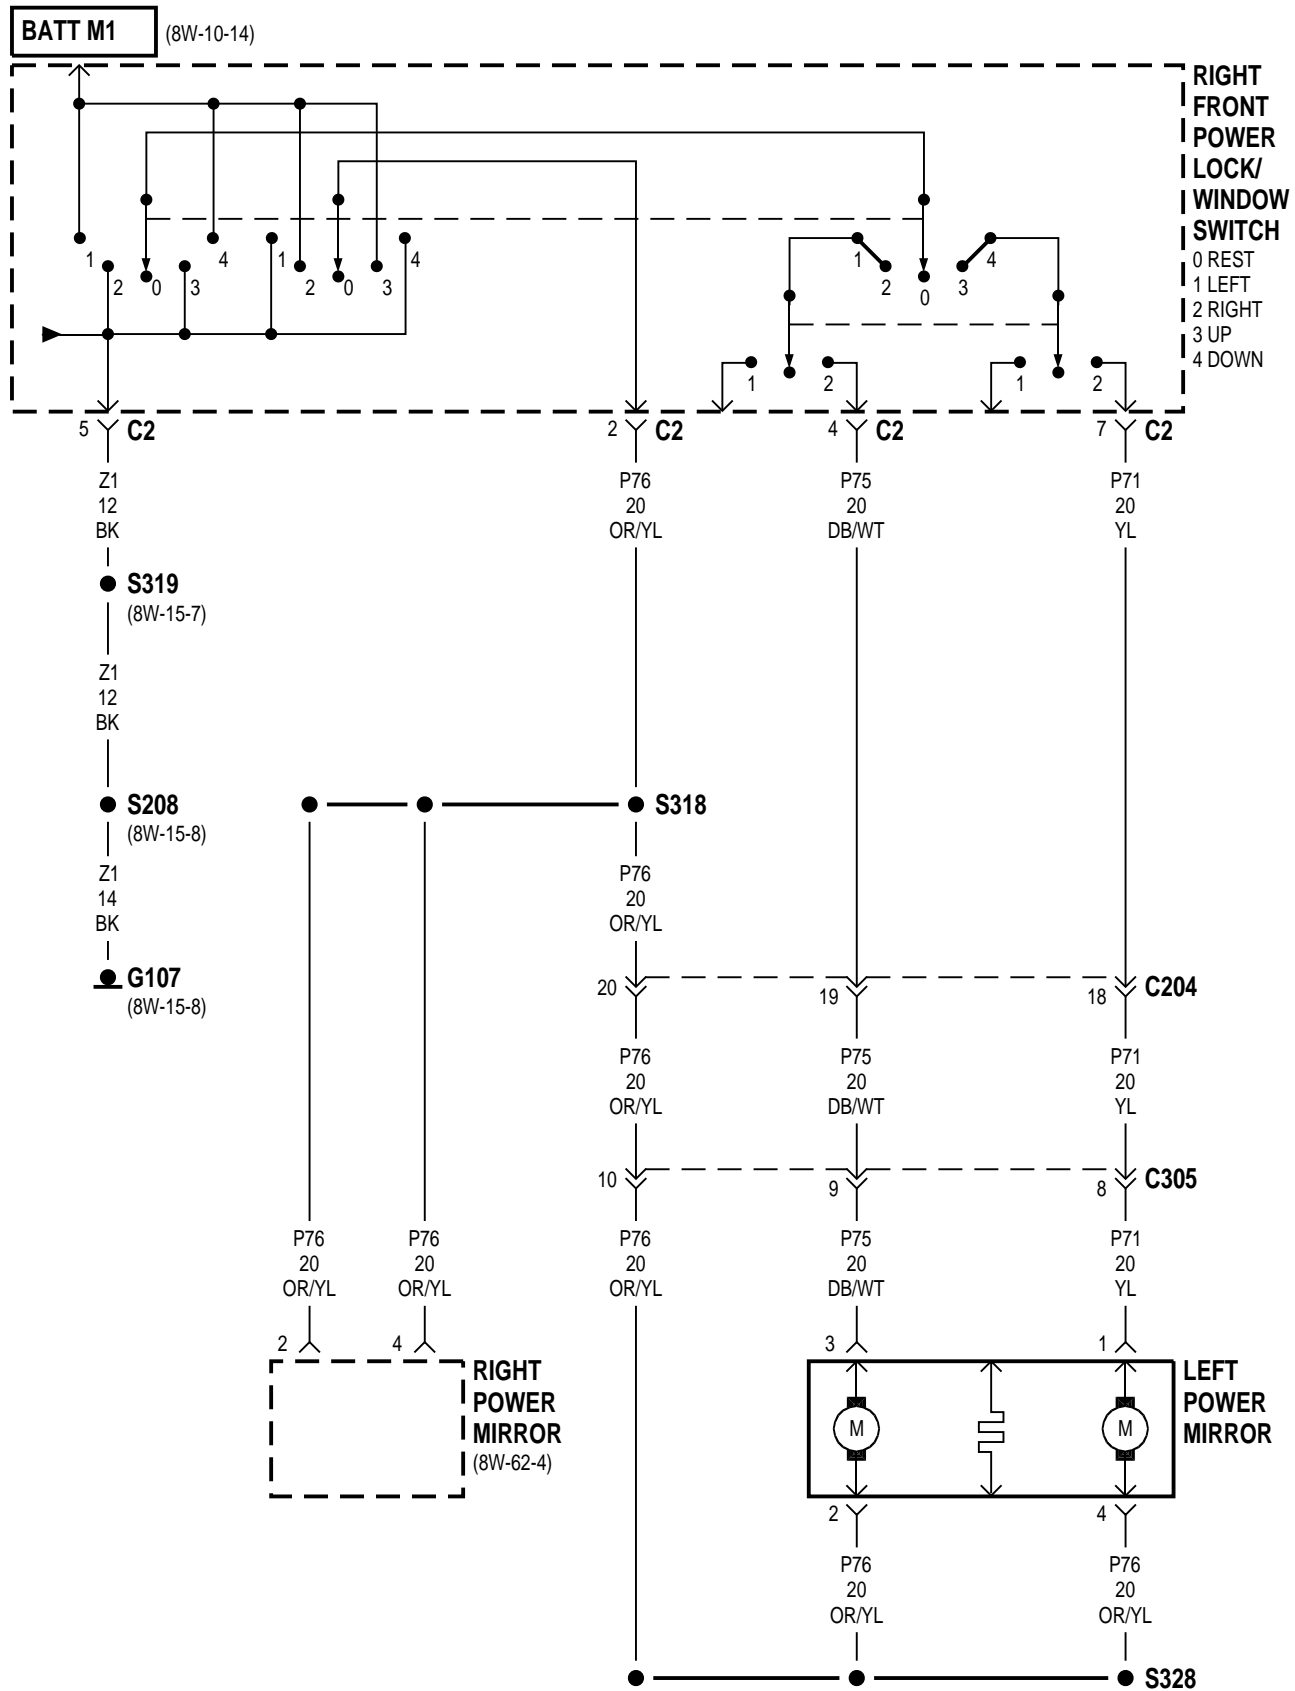 BATT M1 (8W-10-14)
RIGHT
FRONT
POWER
LOCK/
WINDOW
SWITCH
0 REST
1 LEFT
2 RIGHT
3 UP
4 DOWN
1 2 0 3 4 1 2 0 3 4
1 2 0 3 4
1 2 1 2
5 C2 2 C2 4 C2 7 C2
Z1 P76 P75 P71
12 20 20 20
BK OR/YL DB/WT YL
S319
(8W-15-7)
Z1
12
BK
S208 S318
(8W-15-8)
Z1 P76
14 20
BK OR/YL
G107
(8W-15-8)
20 19 18 C204
P76 P75 P71
20 20 20
OR/YL DB/WT YL
10 9 8 C305
P76 P76 P76 P75 P71
20 20 20 20 20
OR/YL OR/YL OR/YL DB/WT YL
2 4 3 1
RIGHT
POWER
MIRROR
(8W-62-4)
M M
LEFT
POWER
MIRROR
2 4
P76 P76
20 20
OR/YL OR/YL
S328